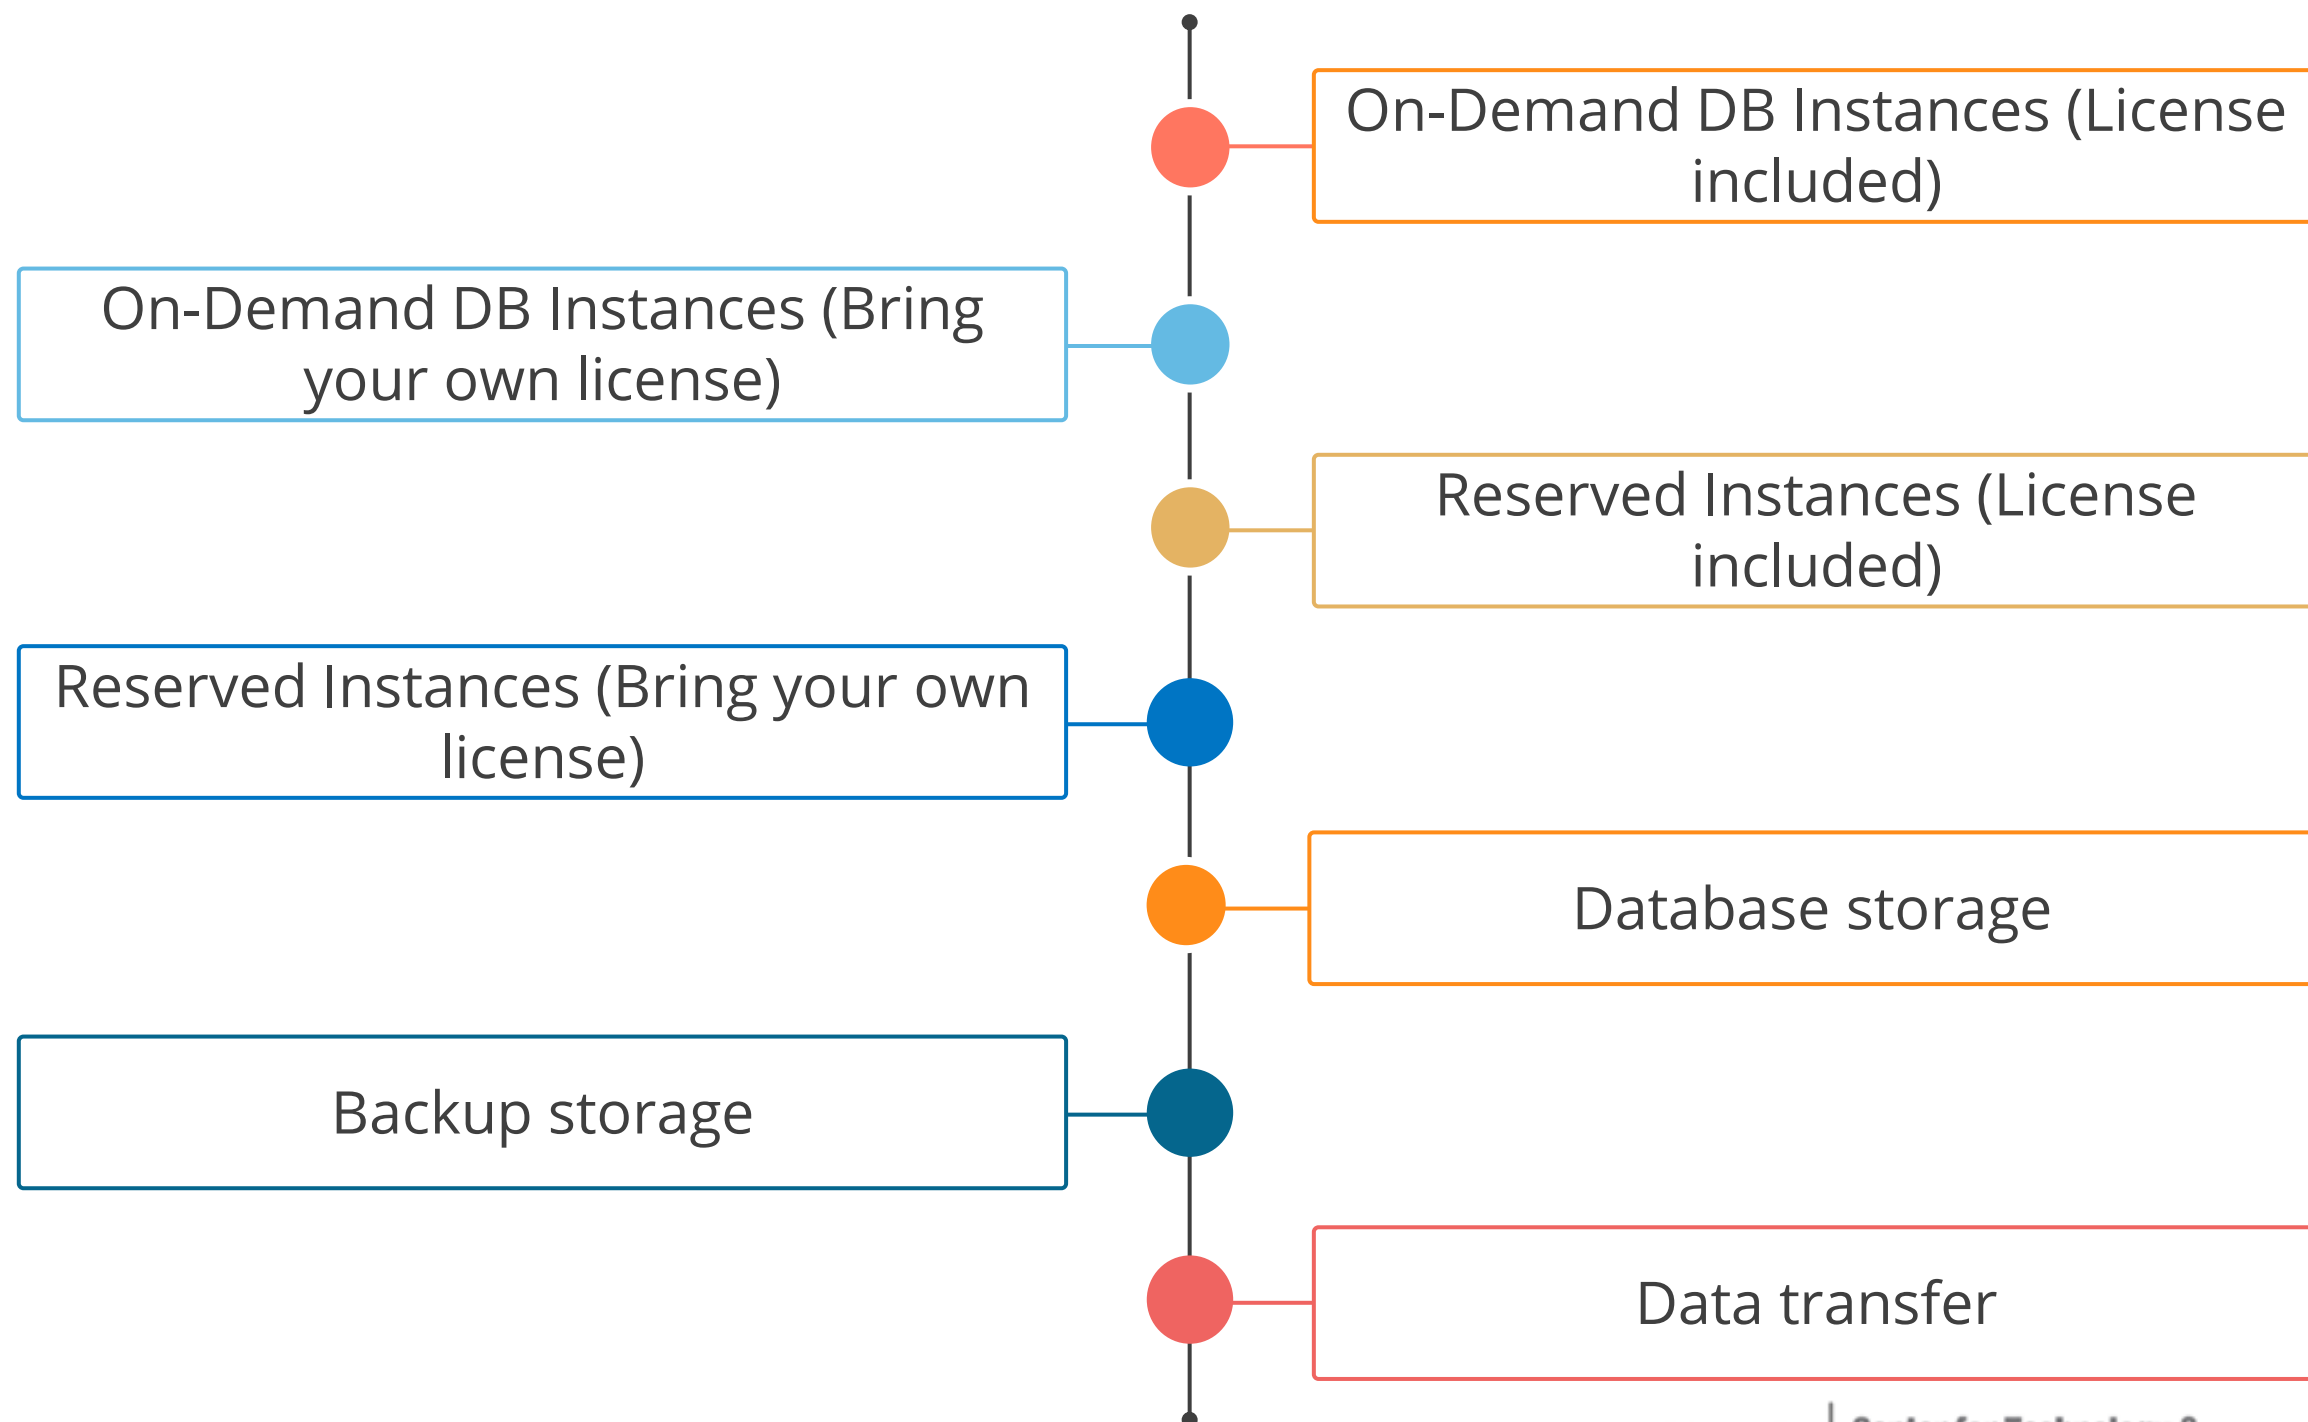 On-Demand DB Instances (License
included)
On-Demand DB Instances (Bring
your own license)
Reserved Instances (License
included)
Reserved Instances (Bring your own
license)
Database storage
Backup storage
Data transfer